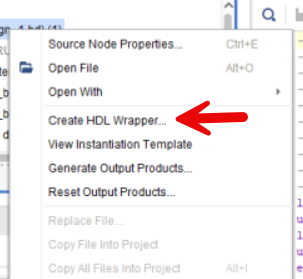 Source Node Properties... Ctrl+E
Open File Alt+O
Open With
Create HDL Wrapper...
View Instantiation Template
Generate Output Products...
Reset Output Products...
Replace File...
Copy File Into Project
Copy All Files Into Project Alt+I